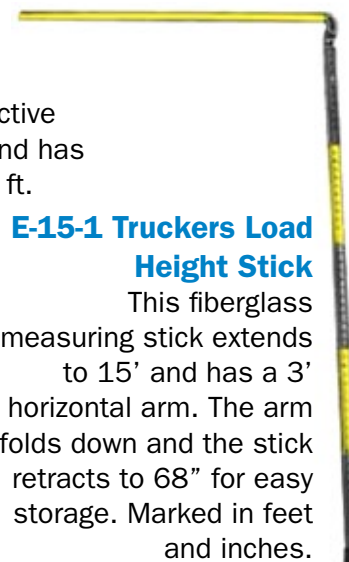 ctive
nd has
ft.
E-15-1 Truckers Load
Height Stick
This fiberglass
measuring stick extends
to 15’ and has a 3’
horizontal arm. The arm
folds down and the stick
retracts to 68” for easy
storage. Marked in feet
and inches.